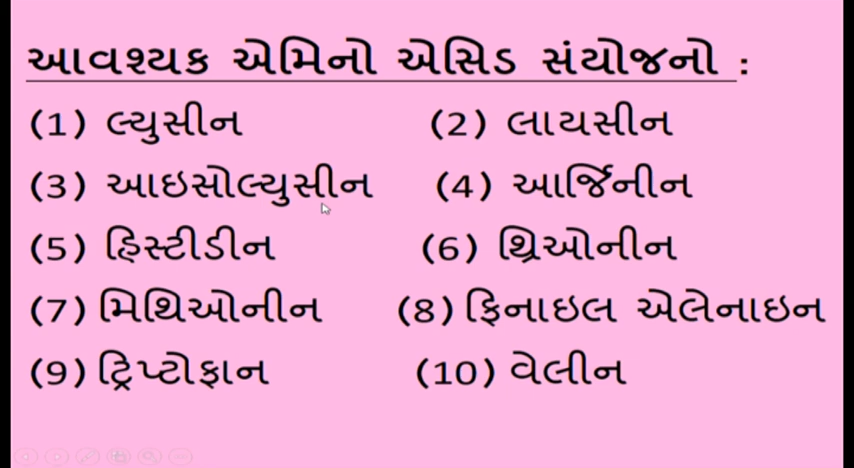 આવશ્યક એમિનો એસિડ સંયોજનો :
(1) લ્યુસીન (2) લાયસીન
(3) આઇસોલ્યુસીન (4) આર્જિનીન
(5) હિસ્ટીડીન (6) થ્રિઓનીન
(7) મિથિઓનીન (8) ફિનાઇલ એલેનાઇન
(9) ટ્રિપ્ટોફાન (10) વેલીન